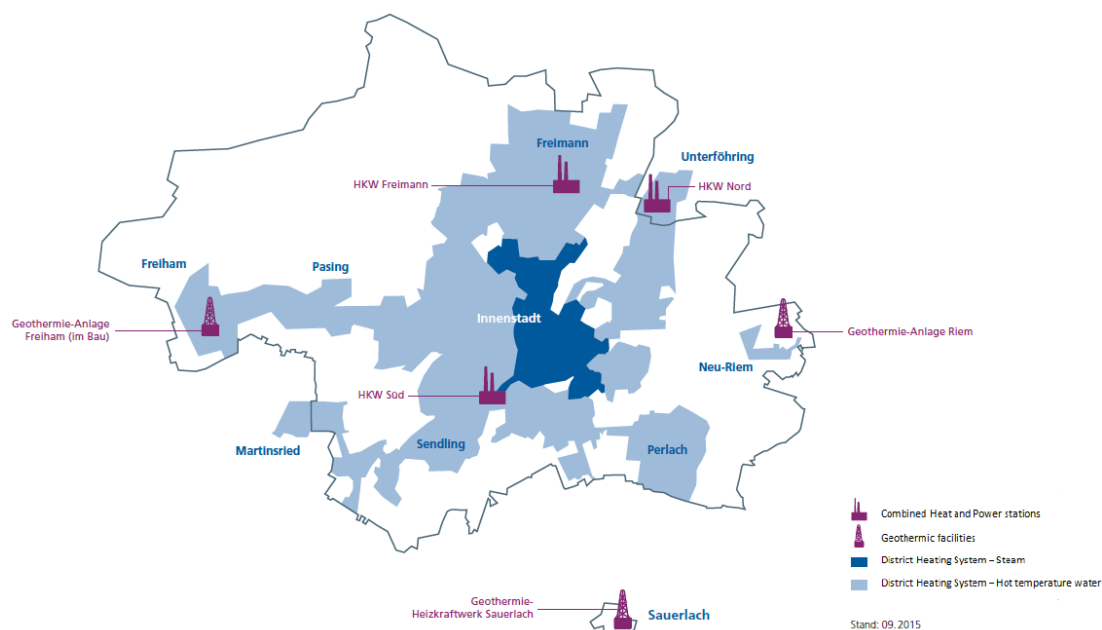 Freimann
Unterföhring
HKW Freimann
HKW Nord
Freiham
Pasing
Innenstadt
Geothermie-Anlage
Freiham (im Bau)
Geothermie-Anlage Riem
Neu-Riem
HKW Süd
Martinsried
Sendling
Perlach
Combined Heat and Power stations
Geothermic facilities
District Heating System – Steam
District Heating System – Hot temperature water
Geothermie-
Heizkraftwerk Sauerlach
Sauerlach
Stand: 09.2015